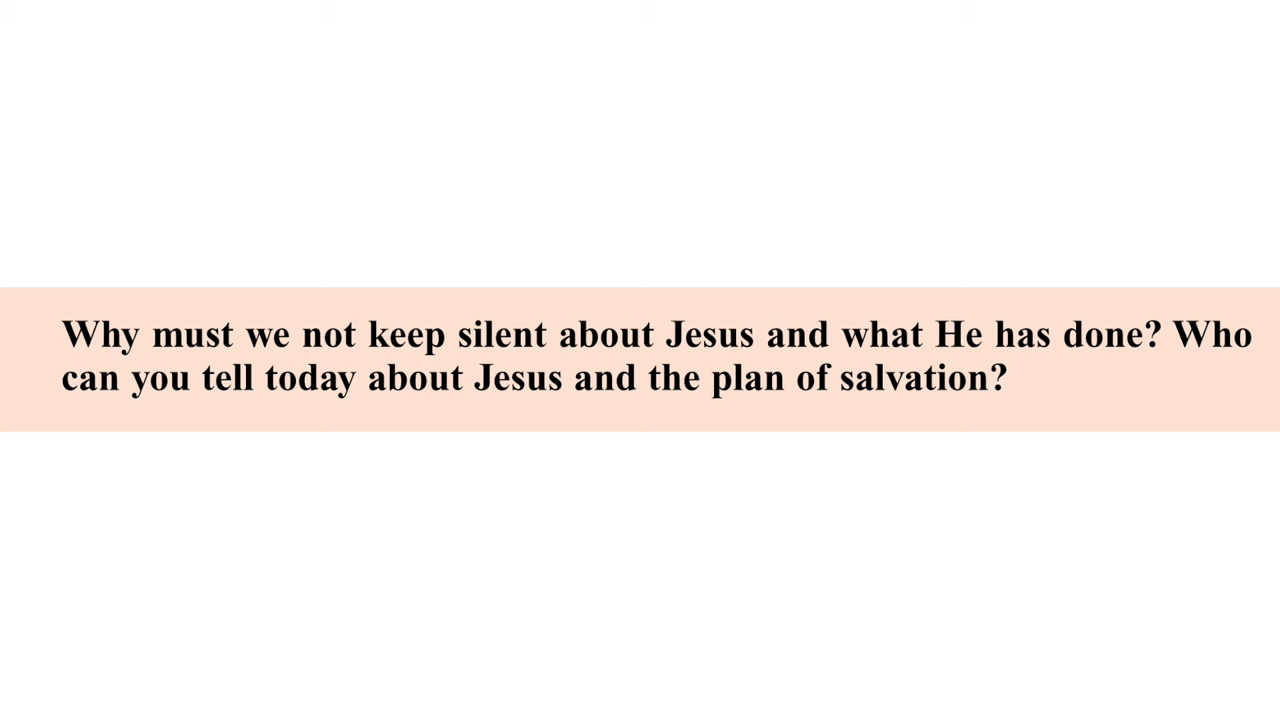 Why must we not keep silent about Jesus and what He has done? Who
can you tell today about Jesus and the plan of salvation?